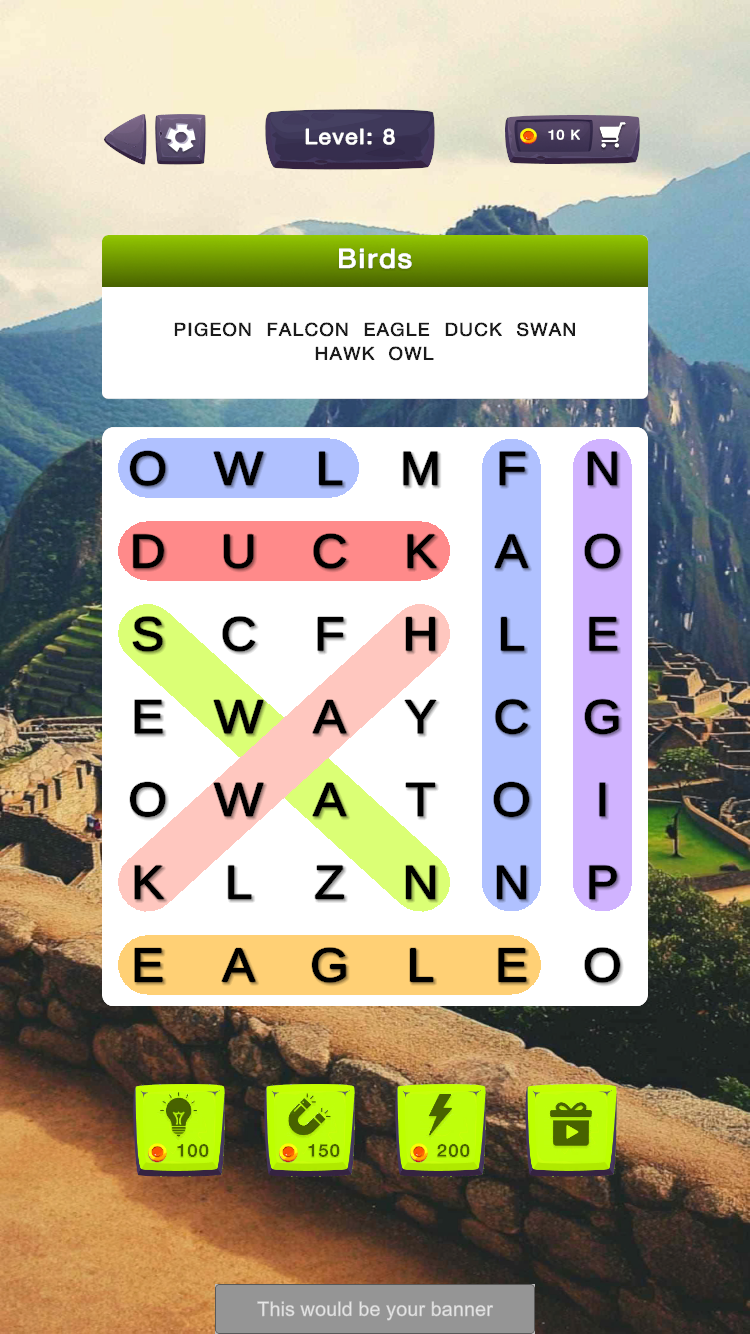 Level: 8
10 K
Birds
PIGEON FALCON EAGLE DUCK SWAN
HAWK OWL
O W L M F N
D U C K A O
S C F H L E
E W A Y C G
O W A T O I
K L Z N N P
E A G L E O
100 150 200
This would be your banner